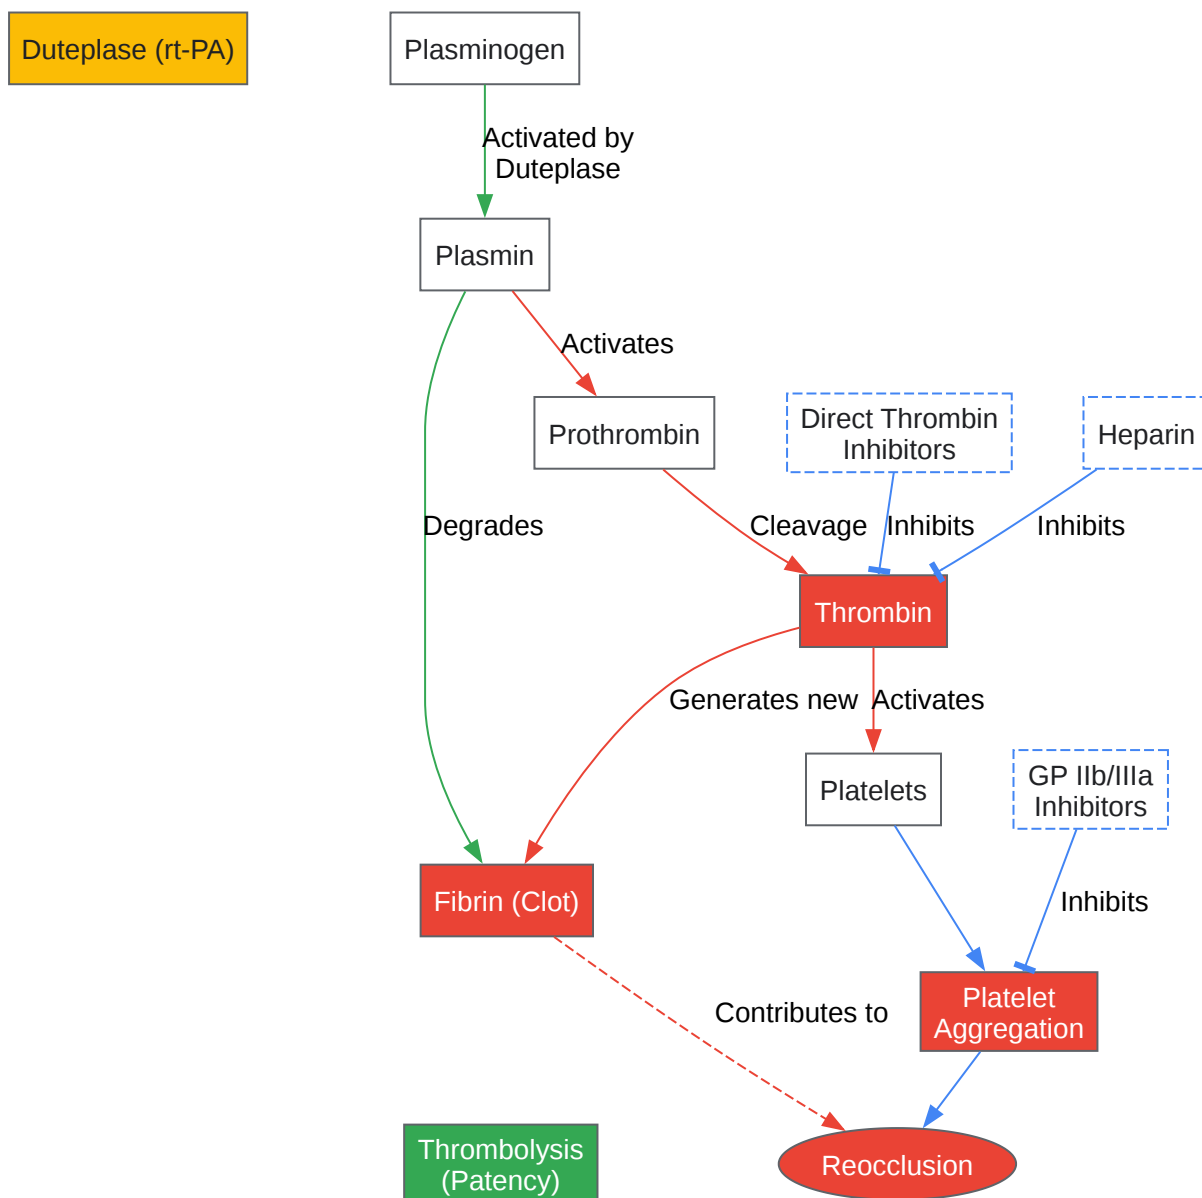 Duteplase (rt-PA)
Plasminogen
Activated by
Duteplase
Plasmin
Activates
Prothrombin
Direct Thrombin
Inhibitors
Heparin
Degrades
Cleavage
Inhibits
Inhibits
Thrombin
Generates new
Activates
Platelets
GP IIb/IIIa
Inhibitors
Fibrin (Clot)
Inhibits
Platelet
Aggregation
Contributes to
Thrombolysis
(Patency)
Reocclusion